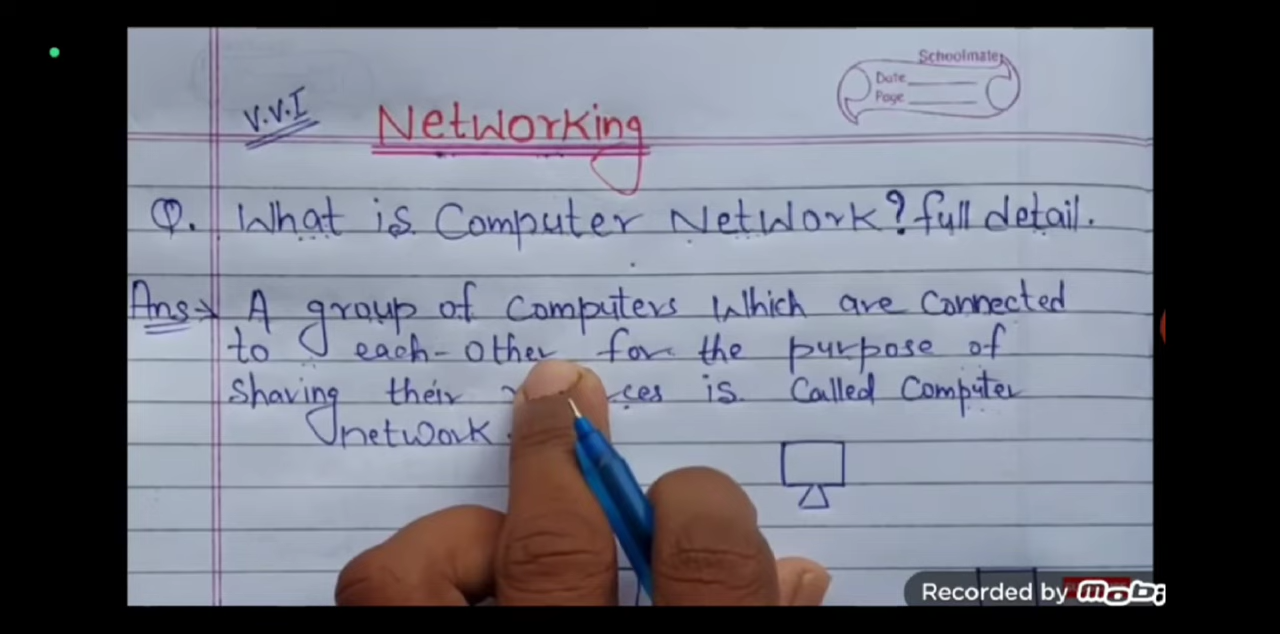 Schoolmate
Date
Page
V.V.I
Networking
Q. What is Computer Network? full detail.
Ans → A group of Computers which are Connected
to each-other for the purpose of
sharing their is Called Computer
network.
Recorded by mobi